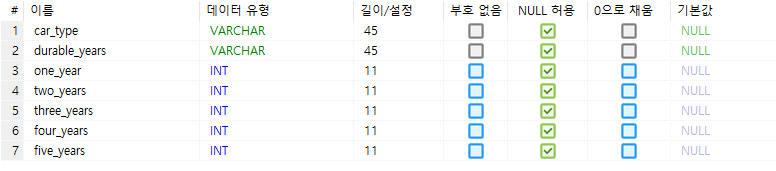 # 이름 데이터 유형 길이/설정 부호 없음 NULL 허용 0으로 채움 기본값
1 car_type VARCHAR 45 NULL
2 durable_years VARCHAR 45 NULL
3 one_year INT 11 NULL
4 two_years INT 11 NULL
5 three_years INT 11 NULL
6 four_years INT 11 NULL
7 five_years INT 11 NULL